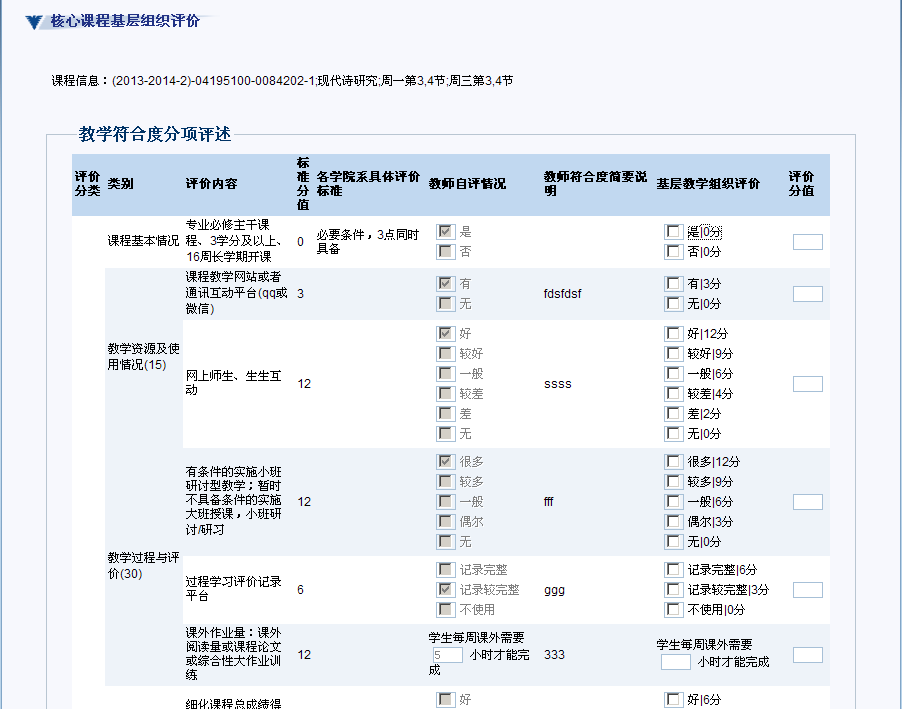 核心课程基层组织评价
课程信息：(2013-2014-2)-04195100-0084202-1;现代诗研究;周一第3,4节;周三第3,4节
教学符合度分项评述
评价
分类
类别
评价内容
标
准
分
值
各学院系具体评价
标准
教师自评情况
教师符合度简要说
明
基层教学组织评价
评价
分值
课程基本情况
专业必修主干课
程、3学分及以上、
16周长学期开课
0
必要条件，3点同时
具备
是
否
是|0分
否|0分
教学资源及使
用情况(15)
课程教学网站或者
通讯互动平台(qq或
微信)
3
有
无
fdsfdsf
有|3分
无|0分
网上师生、生生互
动
12
好
较好
一般
较差
差
无
ssss
好|12分
较好|9分
一般|6分
较差|4分
差|2分
无|0分
教学过程与评
价(30)
有条件的实施小班
研讨型教学；暂时
不具备条件的实施
大班授课，小班研
讨/研习
12
很多
较多
一般
偶尔
无
fff
很多|12分
较多|9分
一般|6分
偶尔|3分
无|0分
过程学习评价记录
平台
6
记录完整
记录较完整
不使用
ggg
记录完整|6分
记录较完整|3分
不使用|0分
课外作业量：课外
阅读量或课程论文
或综合性大作业训
练
12
学生每周课外需要
5 小时才能完
成
333
学生每周课外需要
小时才能完成
细化课程总成绩得
好
好|6分